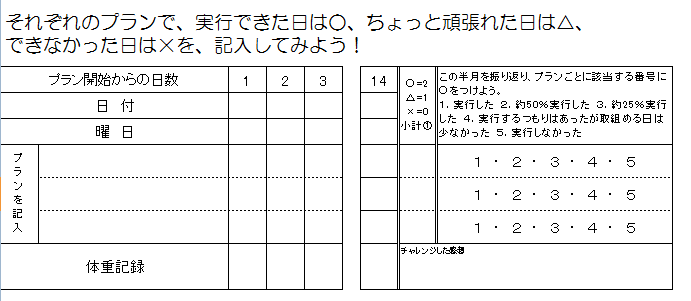 それぞれのプランで、実行できた日は○、ちょっと頑張れた日は△、
できなかった日は×を、記入してみよう！
プラン開始からの日数 1 2 3 14
日 付
曜 日
プランを記入
体重記録
○=2
△=1
×=0
小計①
この半月を振り返り、プランごとに該当する番号に
○をつけよう。
1. 実行した 2. 約50%実行した 3. 約25%実行
した 4. 実行するつもりはあったが取組める日は
少なかった 5. 実行しなかった
1 ・ 2 ・ 3 ・ 4 ・ 5
1 ・ 2 ・ 3 ・ 4 ・ 5
1 ・ 2 ・ 3 ・ 4 ・ 5
チャレンジした感想